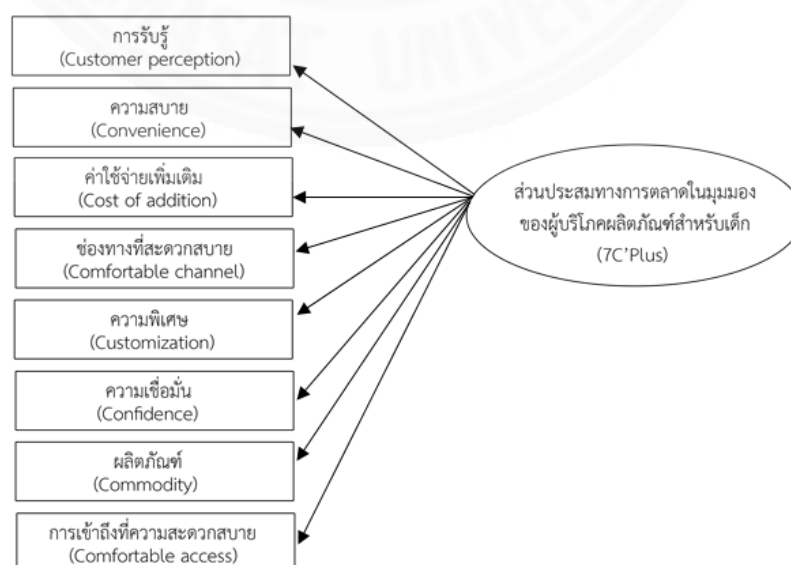 การรับรู้
(Customer perception)
ความสบาย
(Convenience)
ค่าใช้จ่ายเพิ่มเติม
(Cost of addition)
ช่องทางที่สะดวกสบาย
(Comfortable channel)
ความพิเศษ
(Customization)
ความเชื่อมั่น
(Confidence)
ผลิตภัณฑ์
(Commodity)
การเข้าถึงที่ความสะดวกสบาย
(Comfortable access)
ส่วนประสมทางการตลาดในมุมมอง
ของผู้บริโภคผลิตภัณฑ์สำหรับเด็ก
(7C'Plus)